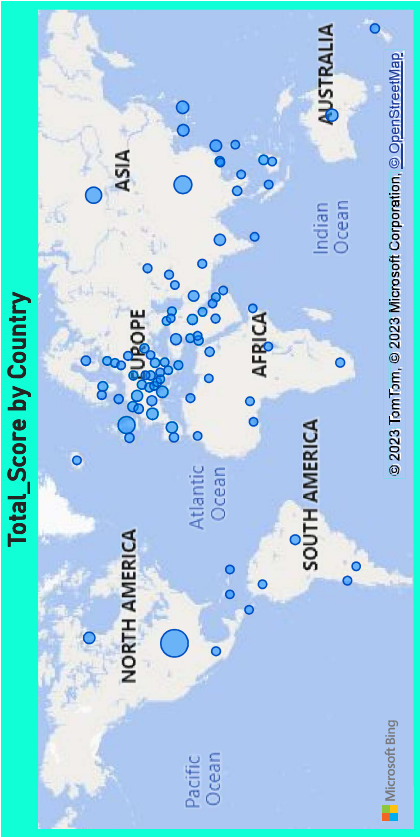 Total_Score by Country
NORTH AMERICA
UROPE
ASIA
Pacific
Ocean
Atlantic
Ocean
AFRICA
SOUTH AMERICA
Indian
Ocean
AUSTRALIA
Microsoft Bing
© 2023 TomTom, © 2023 Microsoft Corporation, © OpenStreetMap